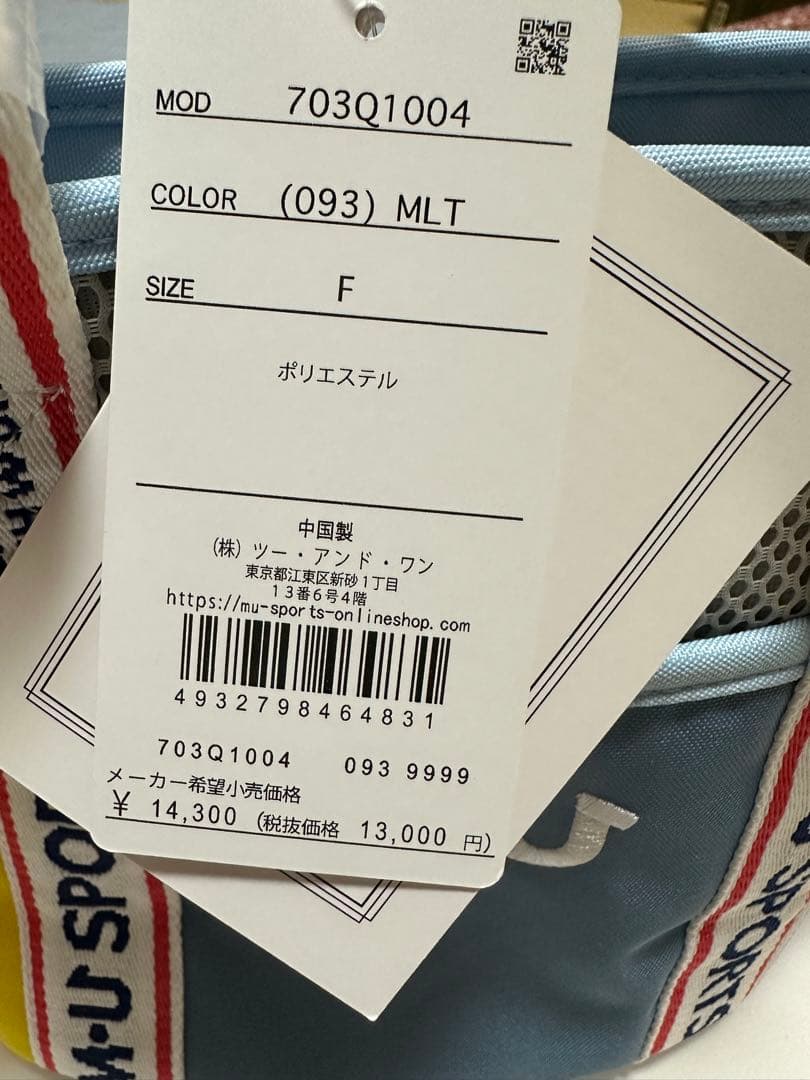 MOD 703Q1004
COLOR (093) MLT
SIZE F
ポリエステル
中国製
(株) ツー・アンド・ワン
東京都江東区新砂1丁目
13番6号4階
https://mu-sports-onlineshop.com
4932798464831
703Q1004 093 9999
メーカー希望小売価格
¥ 14,300 (税抜価格 13,000 円)
M·U SPOR
SPORTS
U